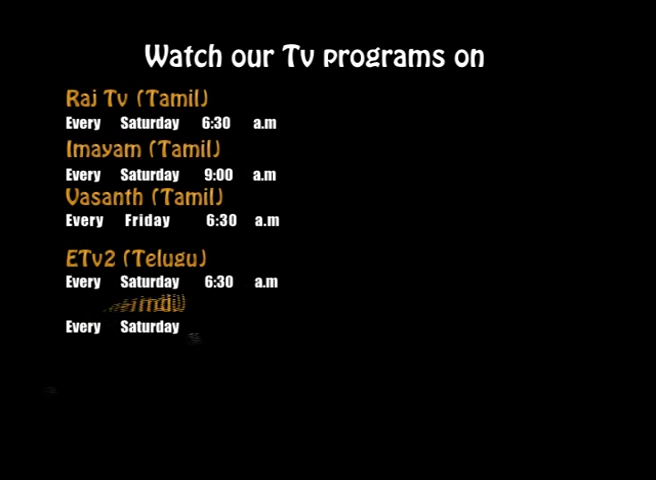 Watch our Tv programs on
Raj Tv (Tamil)
Every Saturday 6:30 a.m
Imayam (Tamil)
Every Saturday 9:00 a.m
Vasanth (Tamil)
Every Friday 6:30 a.m
ETv2 (Telugu)
Every Saturday 6:30 a.m
Every Saturday